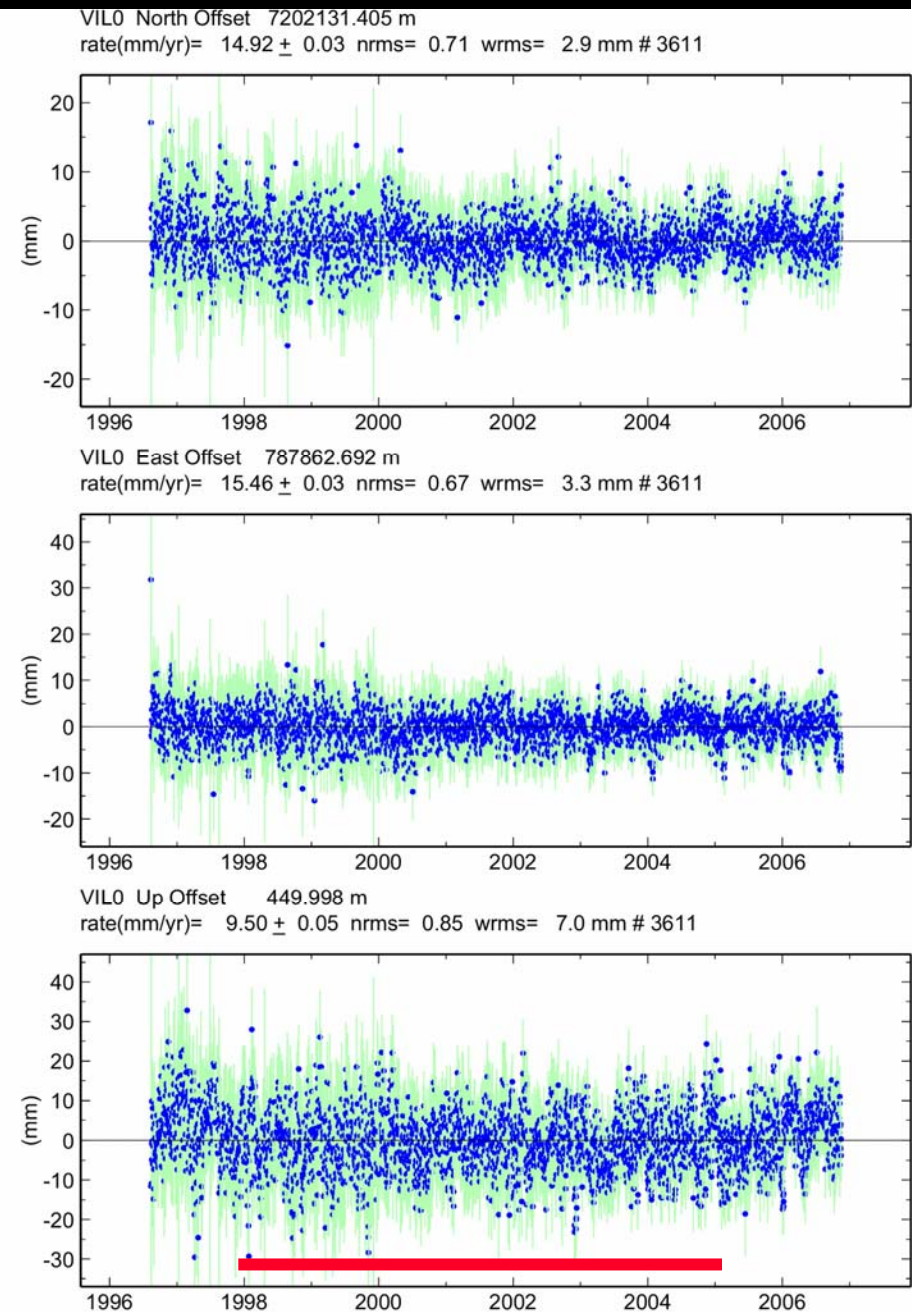 VIL0 North Offset 7202131.405 m
rate(mm/yr)= 14.92 ± 0.03 nrms= 0.71 wrms= 2.9 mm # 3611
20
10
0
-10
-20
(mm)
1996 1998 2000 2002 2004 2006
VIL0 East Offset 787862.692 m
rate(mm/yr)= 15.46 ± 0.03 nrms= 0.67 wrms= 3.3 mm # 3611
40
30
20
10
0
-10
-20
(mm)
1996 1998 2000 2002 2004 2006
VIL0 Up Offset 449.998 m
rate(mm/yr)= 9.50 ± 0.05 nrms= 0.85 wrms= 7.0 mm # 3611
40
30
20
10
0
-10
-20
-30
(mm)
1996 1998 2000 2002 2004 2006